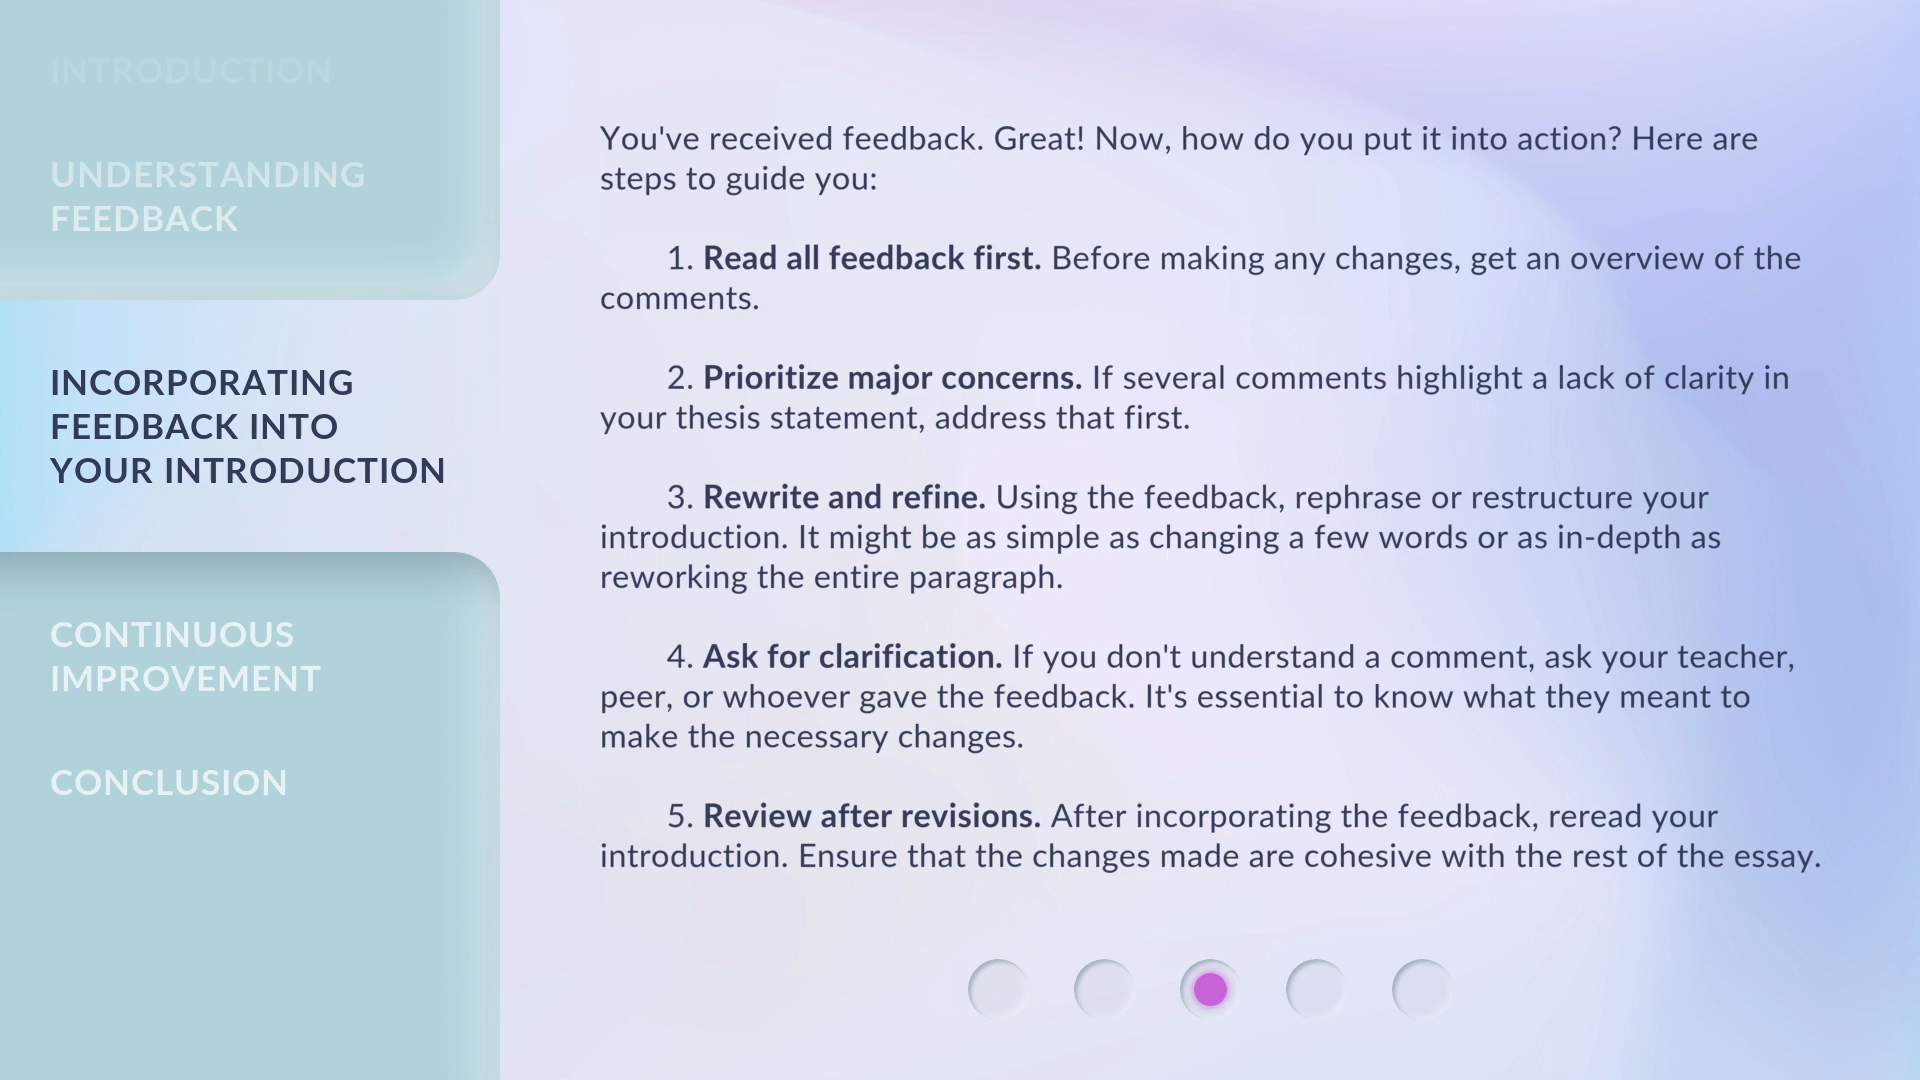 INTRODUCTION
UNDERSTANDING
FEEDBACK
INCORPORATING
FEEDBACK INTO
YOUR INTRODUCTION
CONTINUOUS
IMPROVEMENT
CONCLUSION
You've received feedback. Great! Now, how do you put it into action? Here are
steps to guide you:
1. Read all feedback first. Before making any changes, get an overview of the
comments.
2. Prioritize major concerns. If several comments highlight a lack of clarity in
your thesis statement, address that first.
3. Rewrite and refine. Using the feedback, rephrase or restructure your
introduction. It might be as simple as changing a few words or as in-depth as
reworking the entire paragraph.
4. Ask for clarification. If you don't understand a comment, ask your teacher,
peer, or whoever gave the feedback. It's essential to know what they meant to
make the necessary changes.
5. Review after revisions. After incorporating the feedback, reread your
introduction. Ensure that the changes made are cohesive with the rest of the essay.